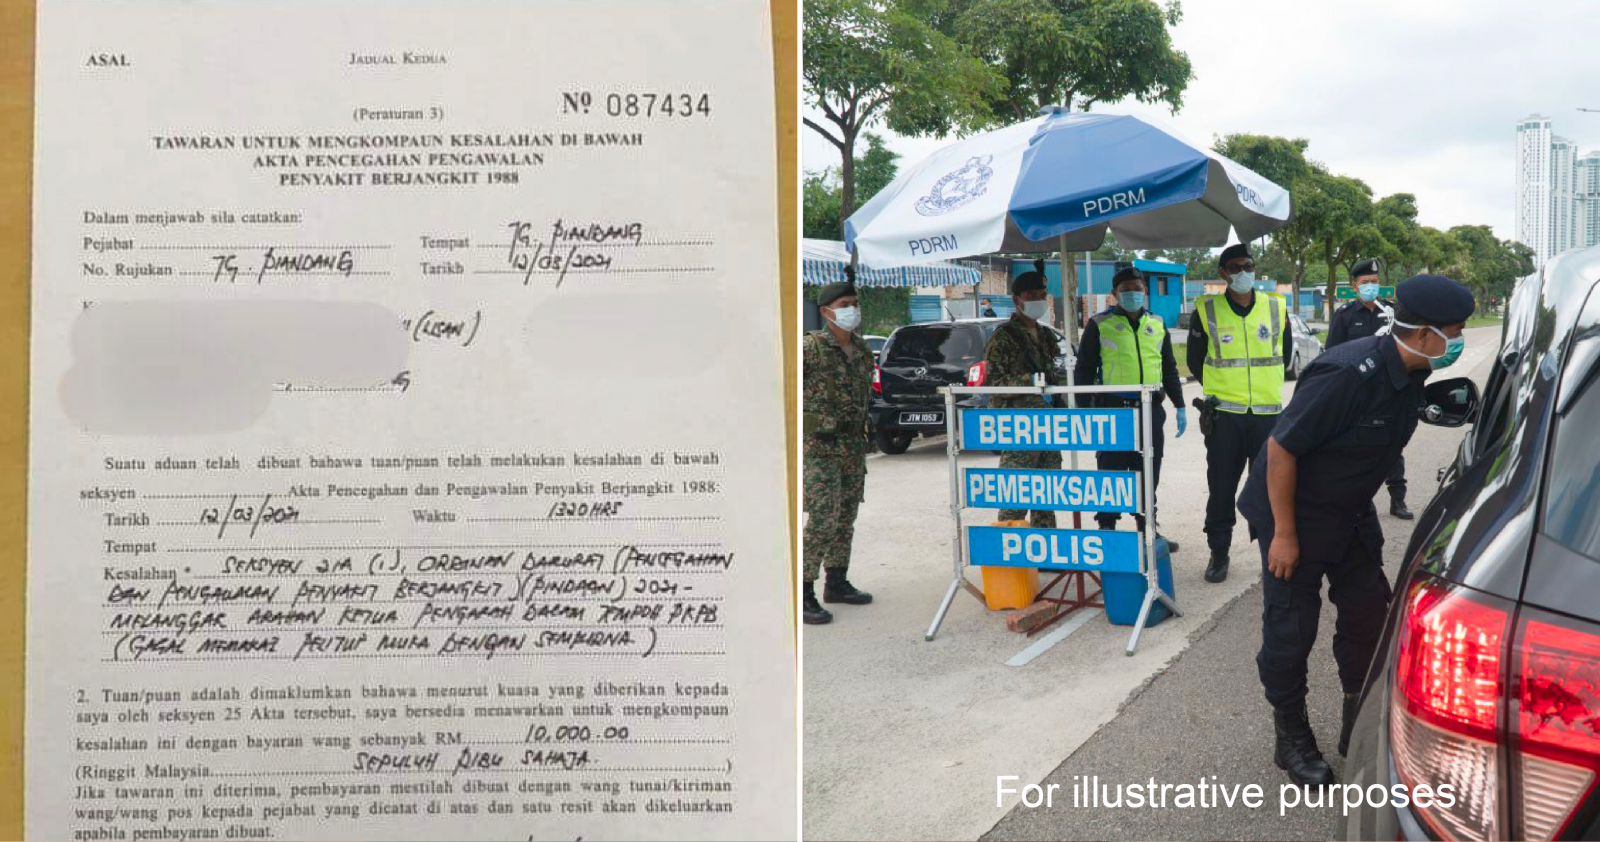 ASAL
JADUAL KEDUA
(Peraturan 3)
Nº 087434
TAWARAN UNTUK MENGKOMPAUN KESALAHAN DI BAWAH
AKTA PENCEGAHAN PENGAWALAN
PENYAKIT BERJANGKIT 1988
Dalam menjawab sila catatkan:
Pejabat
Tempat TG. PIANDANG
No. Rujukan TG. PIANDANG
Tarikh 12/03/2021
(LISAN)
Suatu aduan telah dibuat bahawa tuan/puan telah melakukan kesalahan di bawah
seksyen Akta Pencegahan dan Pengawalan Penyakit Berjangkit 1988:
Tarikh 12/03/2021 Waktu 1320HRS
Tempat
Kesalahan * SEKSYEN 21A (1), ORDINAN DARURAT (PENCEGAHAN
DAN PENGAWALAN PENYAKIT BERJANGKIT) (PINDAAN) 2021 -
MELANGGAR ARAHAN KETUA PENGARAH DALAM TEMPOH PKPB
(GAGAL MEMAKAI PELITUP MUKA DENGAN SEMPURNA)
2. Tuan/puan adalah dimaklumkan bahawa menurut kuasa yang diberikan kepada
saya oleh seksyen 25 Akta tersebut, saya bersedia menawarkan untuk mengkompaun
kesalahan ini dengan bayaran wang sebanyak RM 10,000.00
(Ringgit Malaysia SEPULUH RIBU SAHAJA. )
Jika tawaran ini diterima, pembayaran mestilah dibuat dengan wang tunai/kiriman
wang/wang pos kepada pejabat yang dicatat di atas dan satu resit akan dikeluarkan
apabila pembayaran dibuat.
PDRM
PDRM
PDR
JTM 1053
BERHENTI
PEMERIKSAAN
POLIS
For illustrative purposes